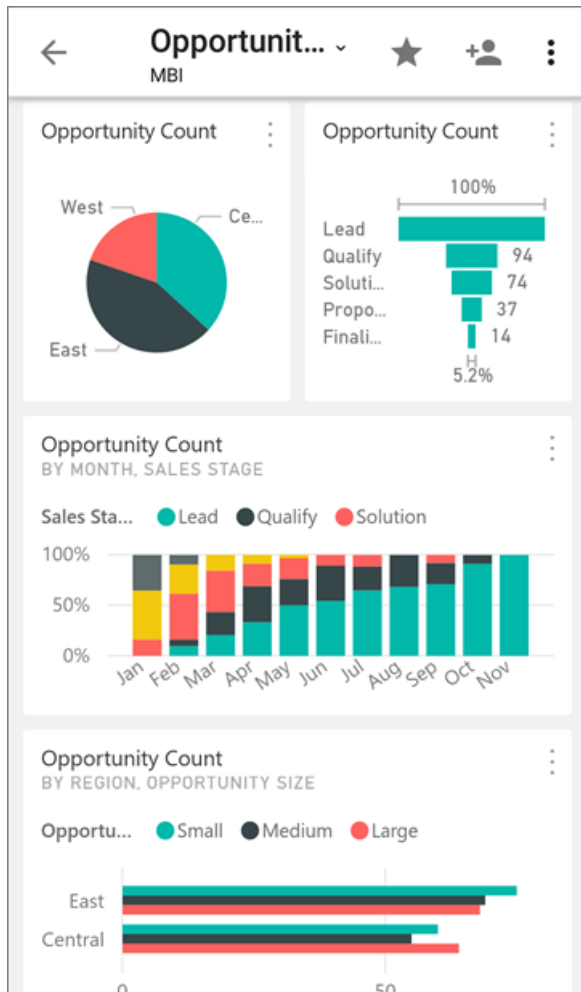 Opportunit...
MBI
Opportunity Count
West
Ce...
East
Opportunity Count
100%
Lead
Qualify 94
Soluti... 74
Propo... 37
Finali... 14
5.2%
Opportunity Count
BY MONTH, SALES STAGE
Sales Sta... Lead Qualify Solution
100%
50%
0%
Jan Feb Mar Apr May Jun Jul Aug Sep Oct Nov
Opportunity Count
BY REGION, OPPORTUNITY SIZE
Opportu... Small Medium Large
East
Central
0 50